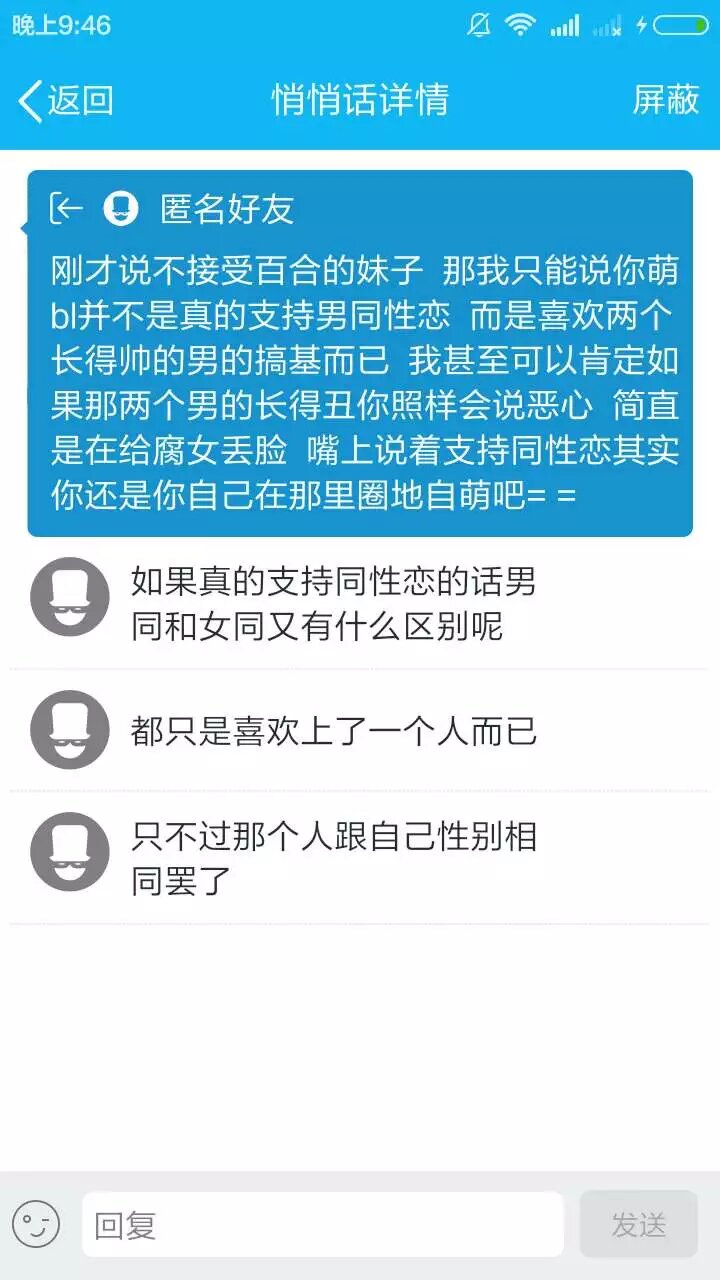 晚上9:46
返回 悄悄话详情 屏蔽
匿名好友
刚才说不接受百合的妹子 那我只能说你萌
bl并不是真的支持男同性恋 而是喜欢两个
长得帅的男的搞基而已 我甚至可以肯定如
果那两个男的长得丑你照样会说恶心 简直
是在给腐女丢脸 嘴上说着支持同性恋其实
你还是你自己在那里圈地自萌吧= =
如果真的支持同性恋的话男
同和女同又有什么区别呢
都只是喜欢上了一个人而已
只不过那个人跟自己性别相
同罢了
回复 发送